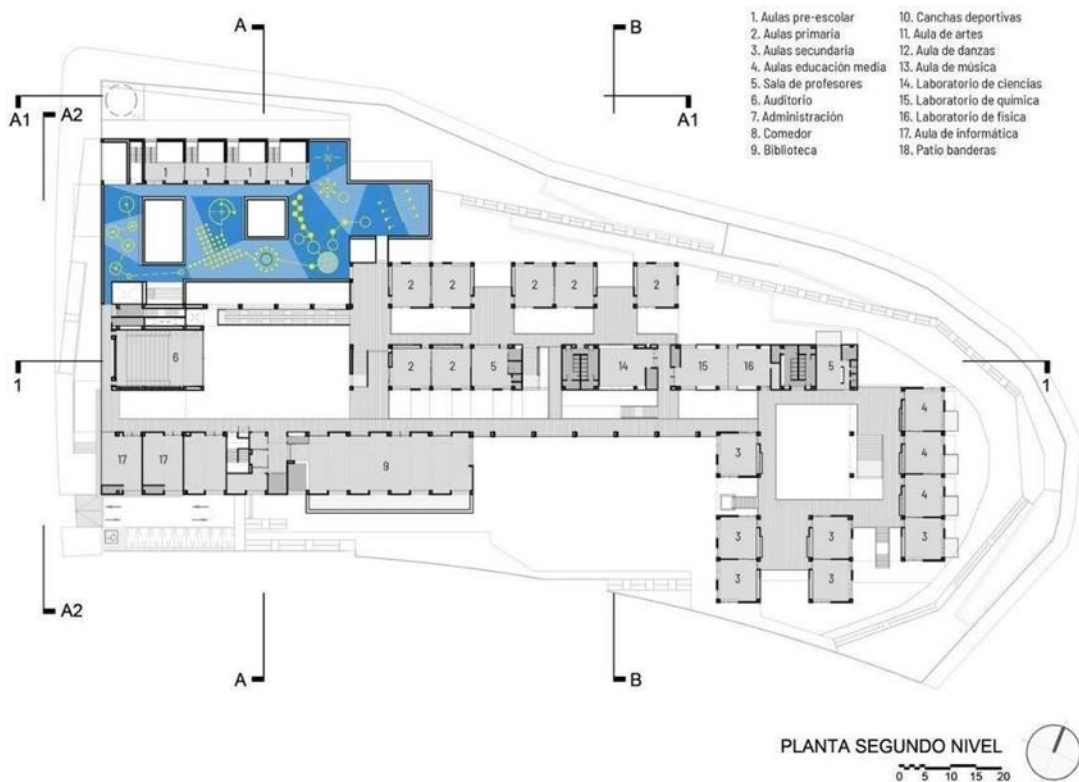 1. Aulas pre-escolar
2. Aulas primaria
3. Aulas secundaria
4. Aulas educación media
5. Sala de profesores
6. Auditorio
7. Administración
8. Comedor
9. Biblioteca
10. Canchas deportivas
11. Aula de artes
12. Aula de danzas
13. Aula de música
14. Laboratorio de ciencias
15. Laboratorio de química
16. Laboratorio de física
17. Aula de informática
18. Patio banderas
A
B
A1
A2
A1
1 1 1 1
2 2 2 2 2
6
2 2 5 14 15 16 5
1
1
4
17 17 9 3 4
4
3 3 3
3 3
A2
A
B
PLANTA SEGUNDO NIVEL
0 5 10 15 20